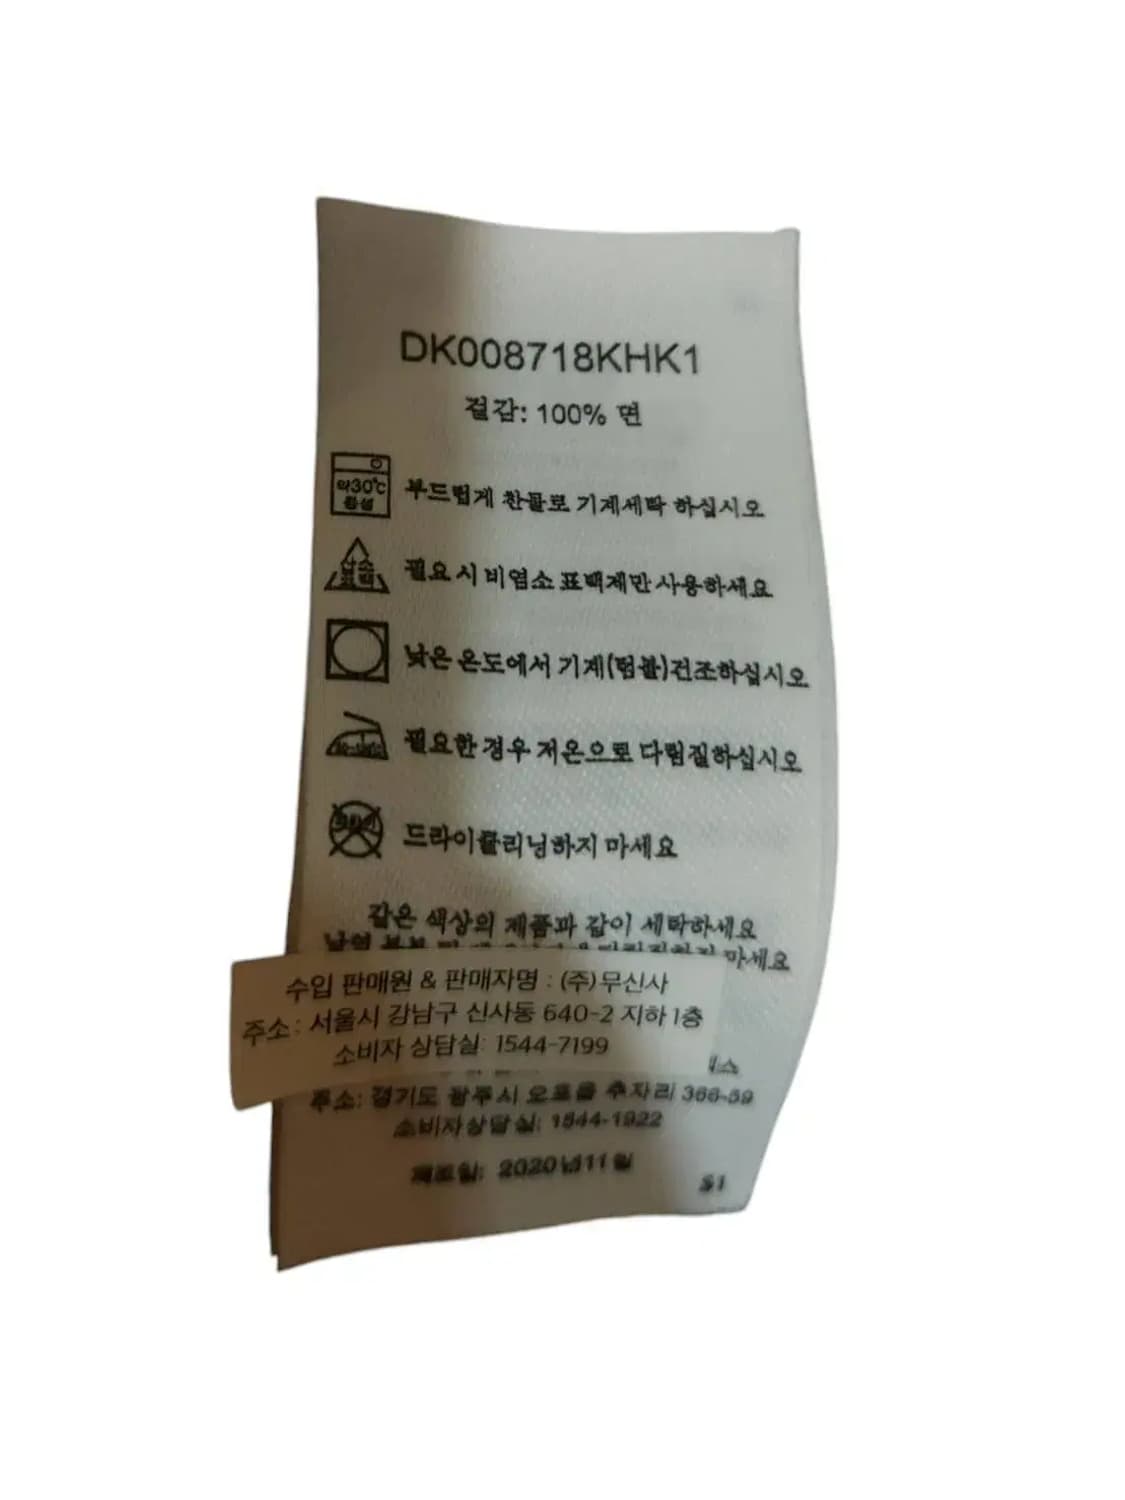 DK008718KHK1
겉감: 100% 면
약30℃
부드럽게 찬물로 기계세탁 하십시오
산소
표백
필요 시 비염소 표백제만 사용하세요
낮은 온도에서 기계(텀블)건조하십시오
필요한 경우 저온으로 다림질하십시오
드라이클리닝하지 마세요
같은 색상의 제품과 같이 세탁하세요
마세요
수입 판매원 & 판매자명 : (주)무신사
주소 : 서울시 강남구 신사동 640-2 지하 1층
소비자 상담실: 1544-7199
주소: 경기도 광주시 오포읍 추자리 366-59
소비자상담실: 1544-1922
제조일: 2020년11월
S1